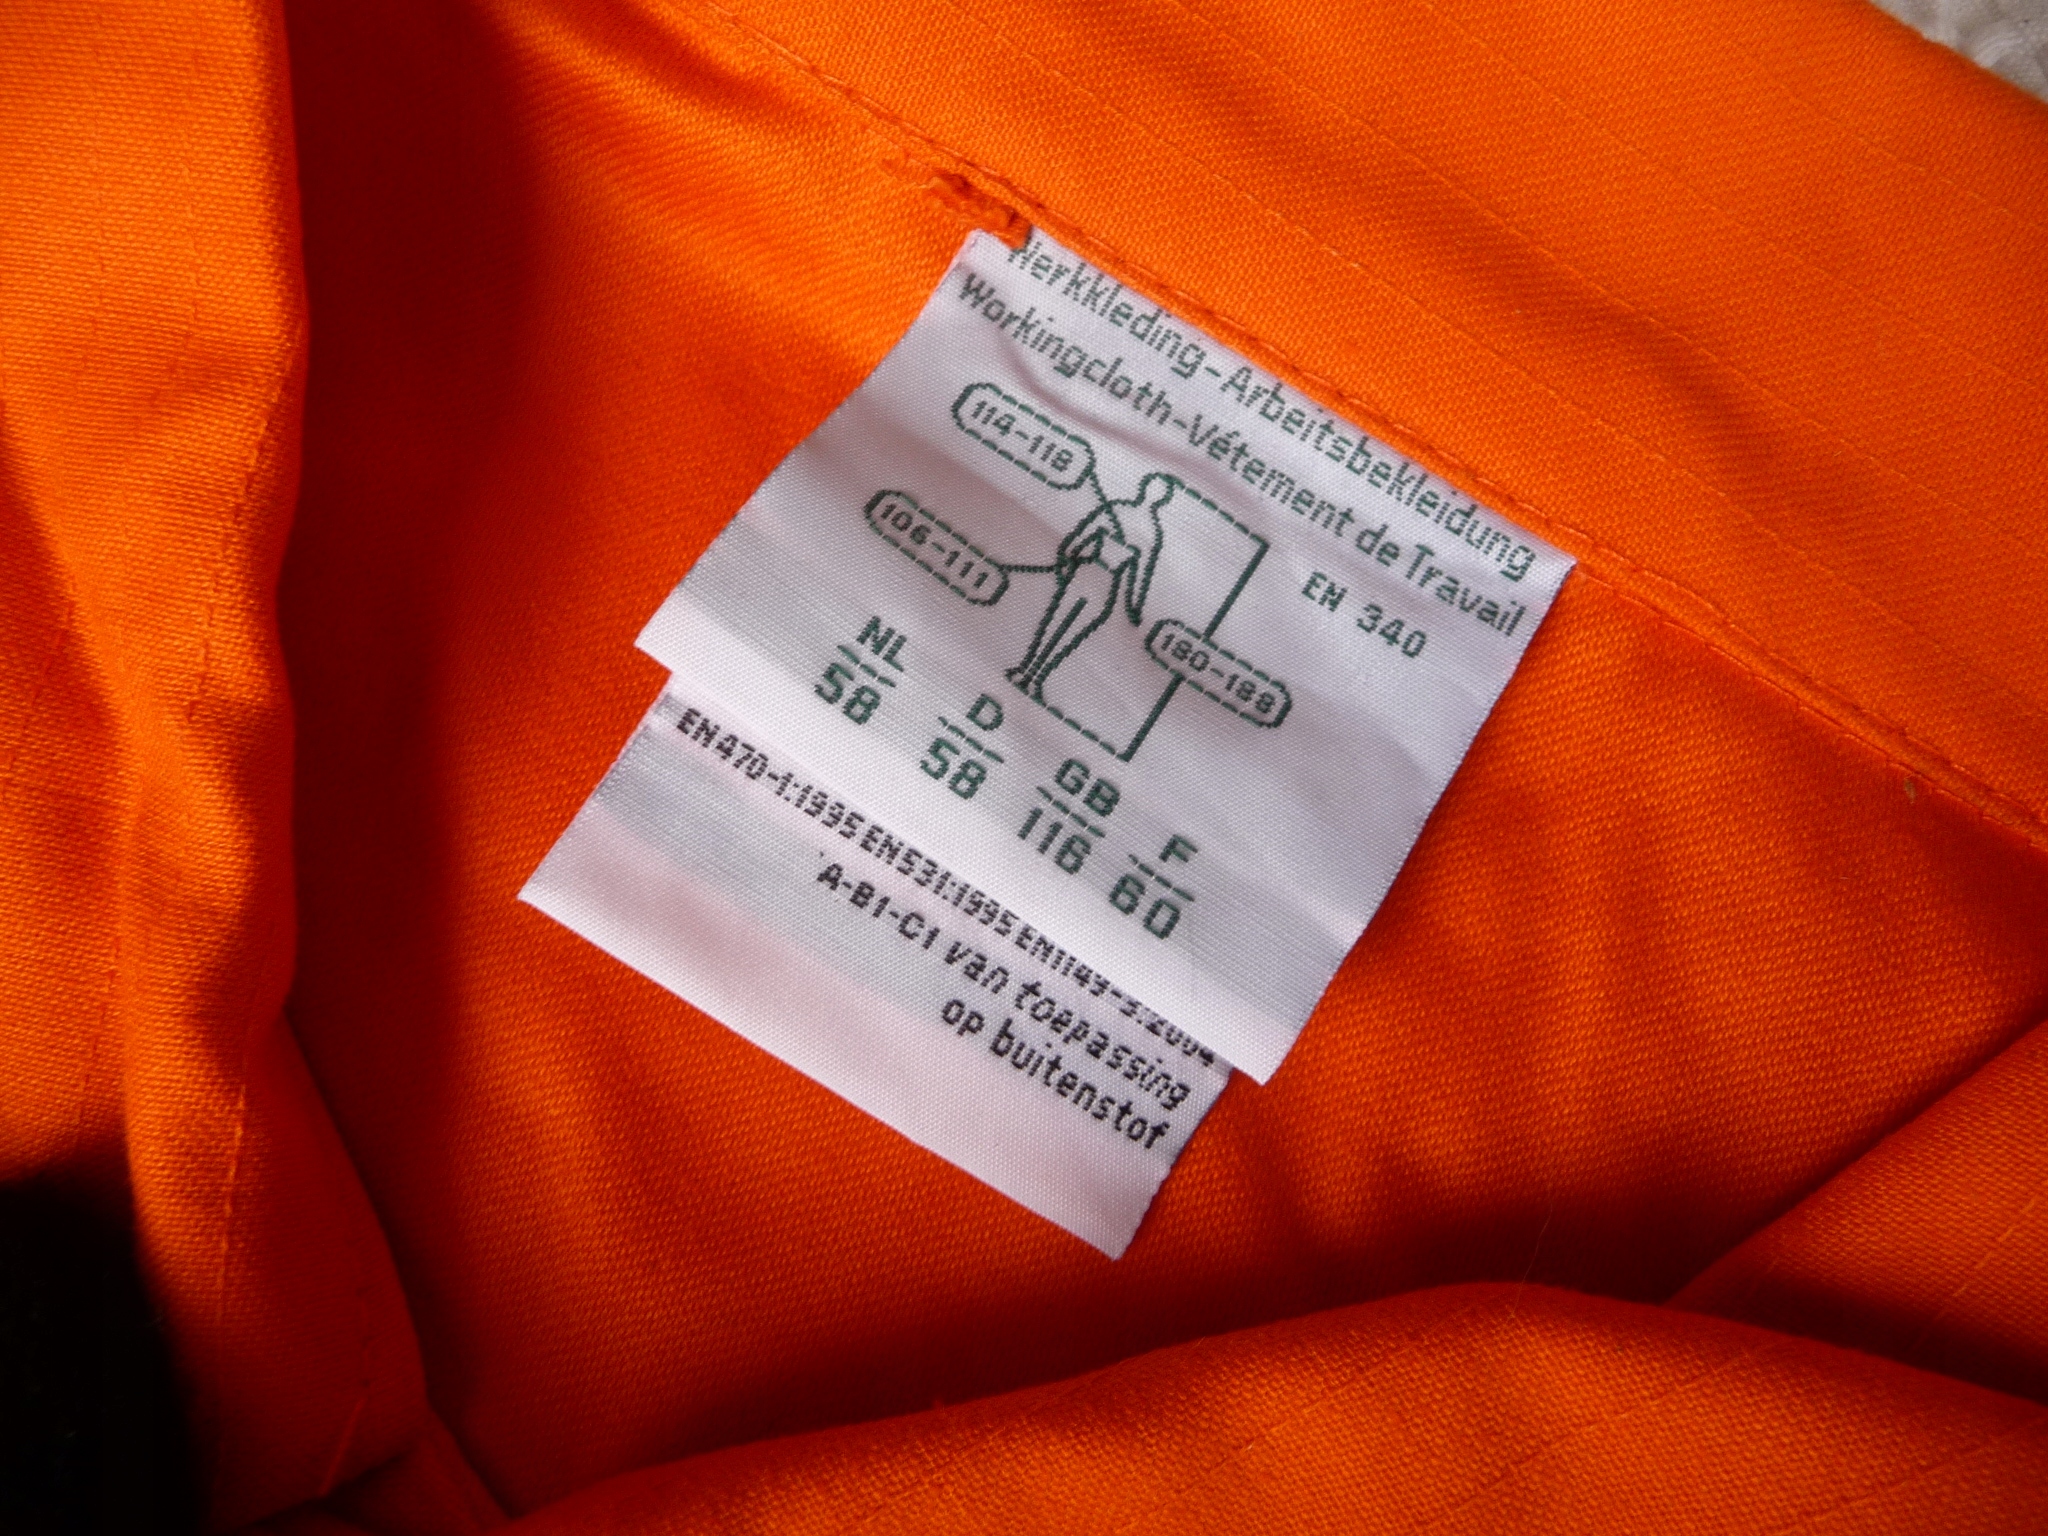 Werkkleding-Arbeitsbekleidung
Workingcloth-Vétement de Travail
EN 340
114-118
106-111
180-188
NL D GB F
58 58 116 60
EN470-1:1995 EN531:1995 EN1149-3:2004
A-B1-C1 van toepassing
op buitenstof